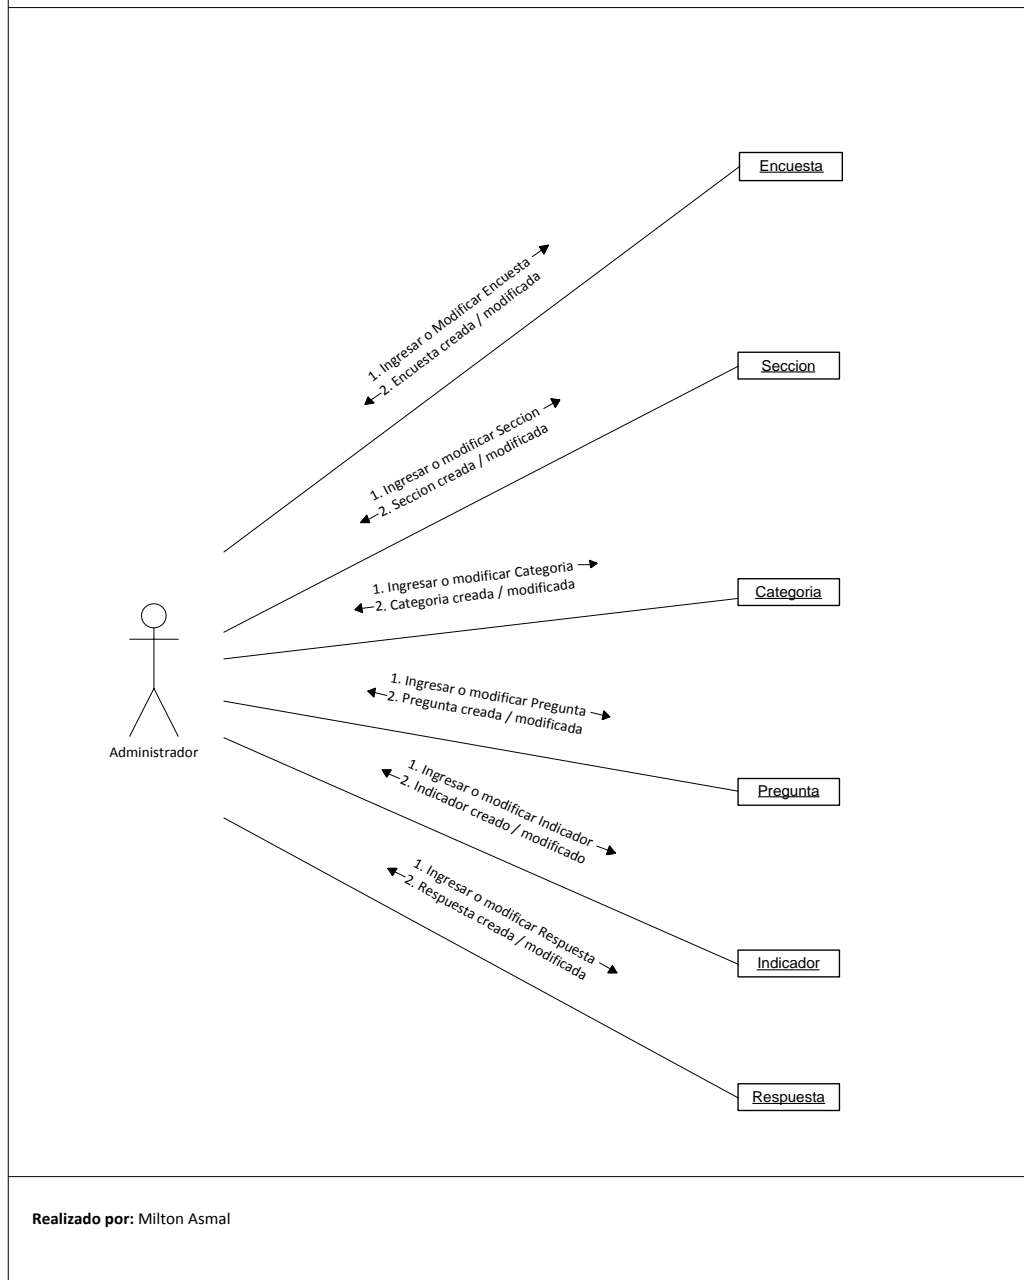 Encuesta
1. Ingresar o Modificar Encuesta
2. Encuesta creada / modificada
Seccion
1. Ingresar o modificar Seccion
2. Seccion creada / modificada
1. Ingresar o modificar Categoria
2. Categoria creada / modificada
Categoria
1. Ingresar o modificar Pregunta
2. Pregunta creada / modificada
Administrador
Pregunta
1. Ingresar o modificar Indicador
2. Indicador creado / modificado
1. Ingresar o modificar Respuesta
2. Respuesta creada / modificada
Indicador
Respuesta
Realizado por: Milton Asmal